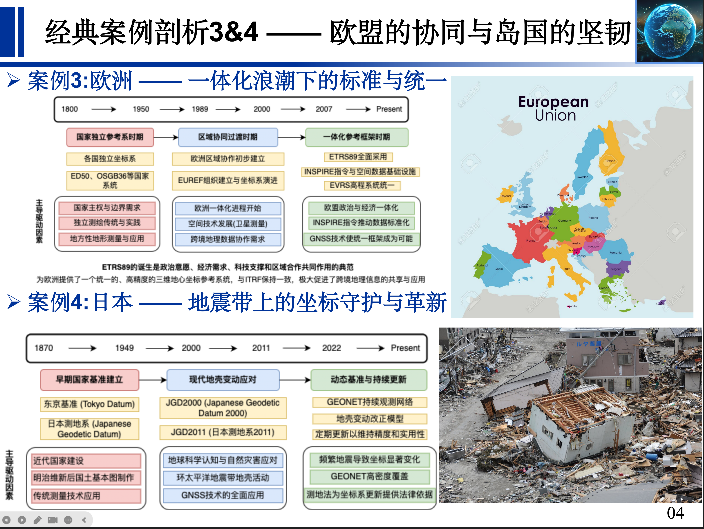 经典案例剖析3&4 —— 欧盟的协同与岛国的坚韧
案例3:欧洲 —— 一体化浪潮下的标准与统一
1800 1950 1989 2000 2007 Present
国家独立参考系时期 区域协同过渡时期 一体化参考框架时期
各国独立坐标系 欧洲区域协作初步建立 ETRS89全面采用
ED50、OSGB36等国家系统 EUREF组织建立与坐标系演进 INSPIRE指令与空间数据基础设施
EVRS高程系统统一
主导驱动因素
国家主权与边界需求 欧洲一体化进程开始 欧盟政治与经济一体化
独立测绘传统与实践 空间技术发展(卫星测量) INSPIRE指令推动数据标准化
地方性地形测量与应用 跨境地理数据协作需求 GNSS技术使统一框架成为可能
ETRS89的诞生是政治意愿、经济需求、科技支撑和区域合作共同作用的典范
为欧洲提供了一个统一的、高精度的三维地心坐标参考系统，与ITRF保持一致，极大促进了跨境地理信息的共享与应用
European
Union
案例4:日本 —— 地震带上的坐标守护与革新
1870 1949 2000 2011 2022 Present
早期国家基准建立 现代地壳变动应对 动态基准与持续更新
东京基准 (Tokyo Datum) JGD2000 (Japanese Geodetic Datum 2000) GEONET持续观测网络
日本测地系 (Japanese Geodetic Datum) JGD2011 (日本测地系2011) 地壳变动改正模型
定期更新以维持精度和实用性
主导驱动因素
近代国家建设 地球科学认知与自然灾害应对 频繁地震导致坐标显著变化
明治维新后国土基本图制作 环太平洋地震带地壳活动 GEONET高密度覆盖
传统测量技术应用 GNSS技术的全面应用 测地法为坐标系更新提供法律依据
04